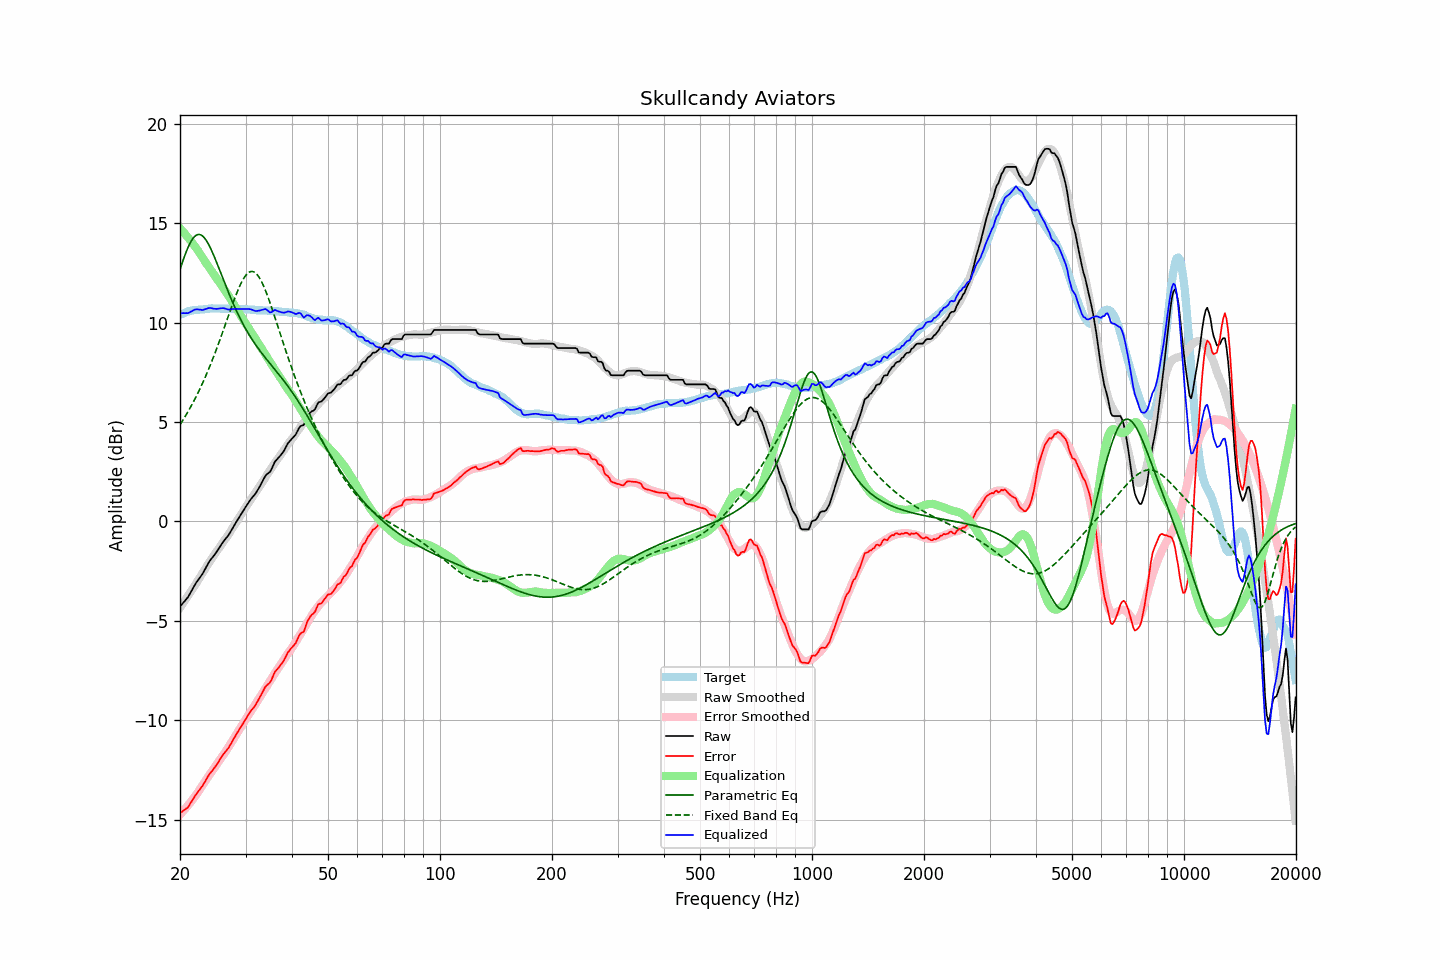 Skullcandy Aviators
Amplitude (dBr)
20
15
10
5
0
−5
−10
−15
Target
Raw Smoothed
Error Smoothed
Raw
Error
Equalization
Parametric Eq
Fixed Band Eq
Equalized
20 50 100 200 500 1000 2000 5000 10000 20000
Frequency (Hz)